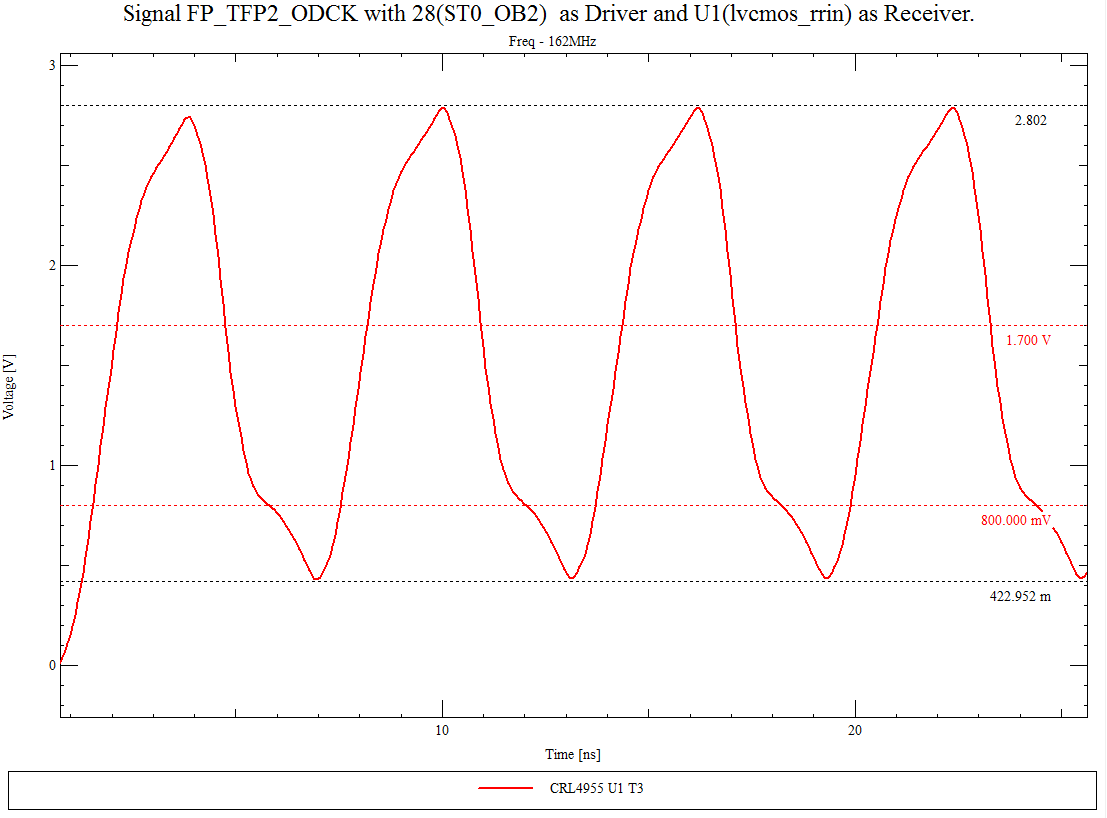 Signal FP_TFP2_ODCK with 28(ST0_OB2)  as Driver and U1(lvcmos_rrin) as Receiver.
Freq - 162MHz
3
2.802
2
1.700 V
Voltage [V]
1
800.000 mV
422.952 m
0
10
20
Time [ns]
CRL4955 U1 T3